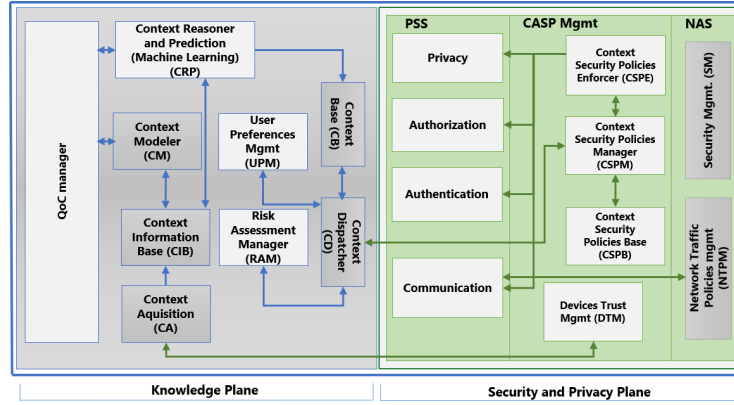 QoC manager
Context Reasoner
and Prediction
(Machine Learning)
(CRP)
Context
Modeler
(CM)
Context
Information
Base (CIB)
Context
Aquisition
(CA)
User
Preferences
Mgmt
(UPM)
Risk
Assessment
Manager
(RAM)
Context
Base (CB)
Context
Dispatcher
(CD)
Knowledge Plane
PSS
Privacy
Authorization
Authentication
Communication
CASP Mgmt
Context
Security Policies
Enforcer (CSPE)
Context
Security Policies
Manager
(CSPM)
Context
Security
Policies Base
(CSPB)
Devices Trust
Mgmt (DTM)
NAS
Security Mgmt. (SM)
Network Traffic
Policies mgmt
(NTPM)
Security and Privacy Plane